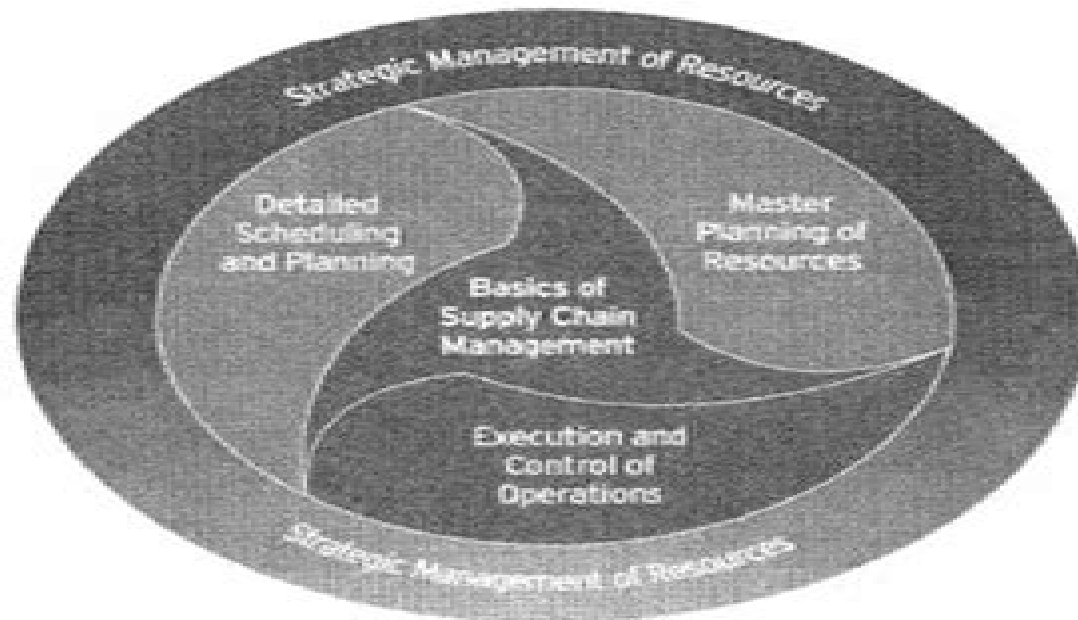 Strategic Management of Resources
Detailed
Scheduling
and Planning
Master
Planning of
Resources
Basics of
Supply Chain
Management
Execution and
Control of
Operations
Strategic Management of Resources